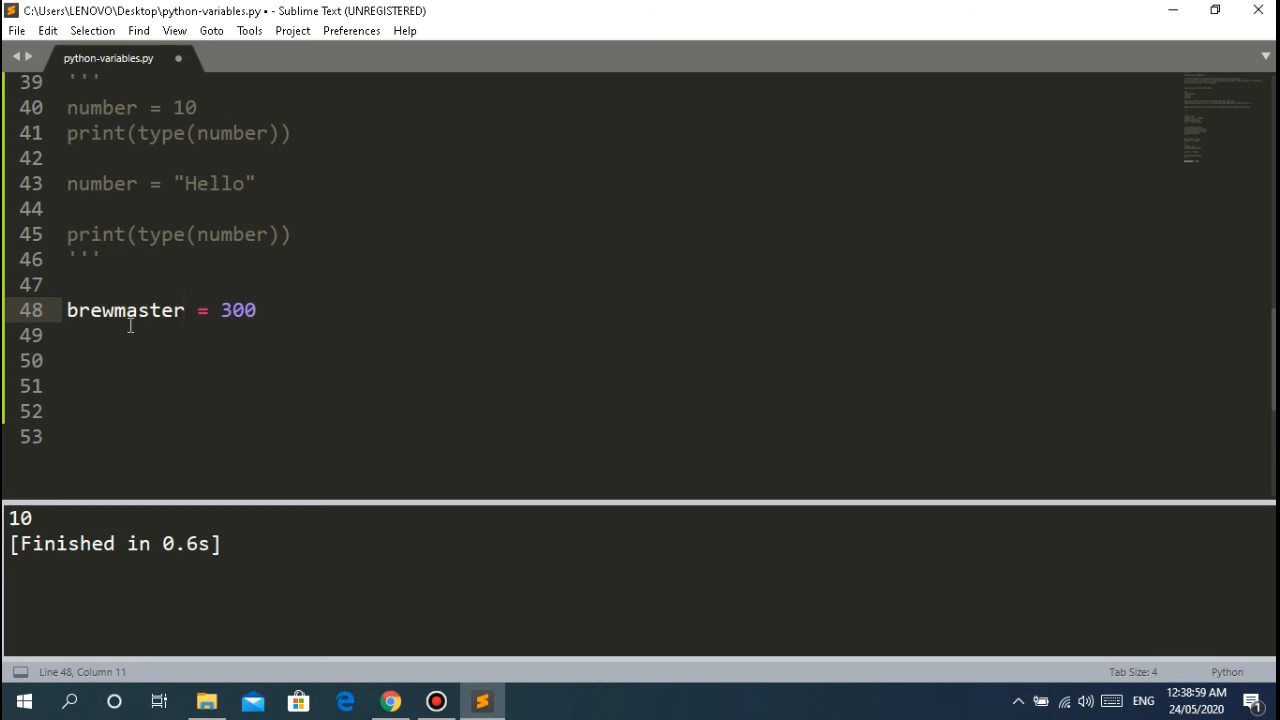 C:\Users\LENOVO\Desktop\python-variables.py • - Sublime Text (UNREGISTERED)
File Edit Selection Find View Goto Tools Project Preferences Help
python-variables.py
39 '''
40 number = 10
41 print(type(number))
42
43 number = "Hello"
44
45 print(type(number))
46 '''
47
48 brewmaster = 300
49
50
51
52
53
10
[Finished in 0.6s]
Line 48, Column 11 Tab Size: 4 Python
ENG
12:38:59 AM
24/05/2020
1